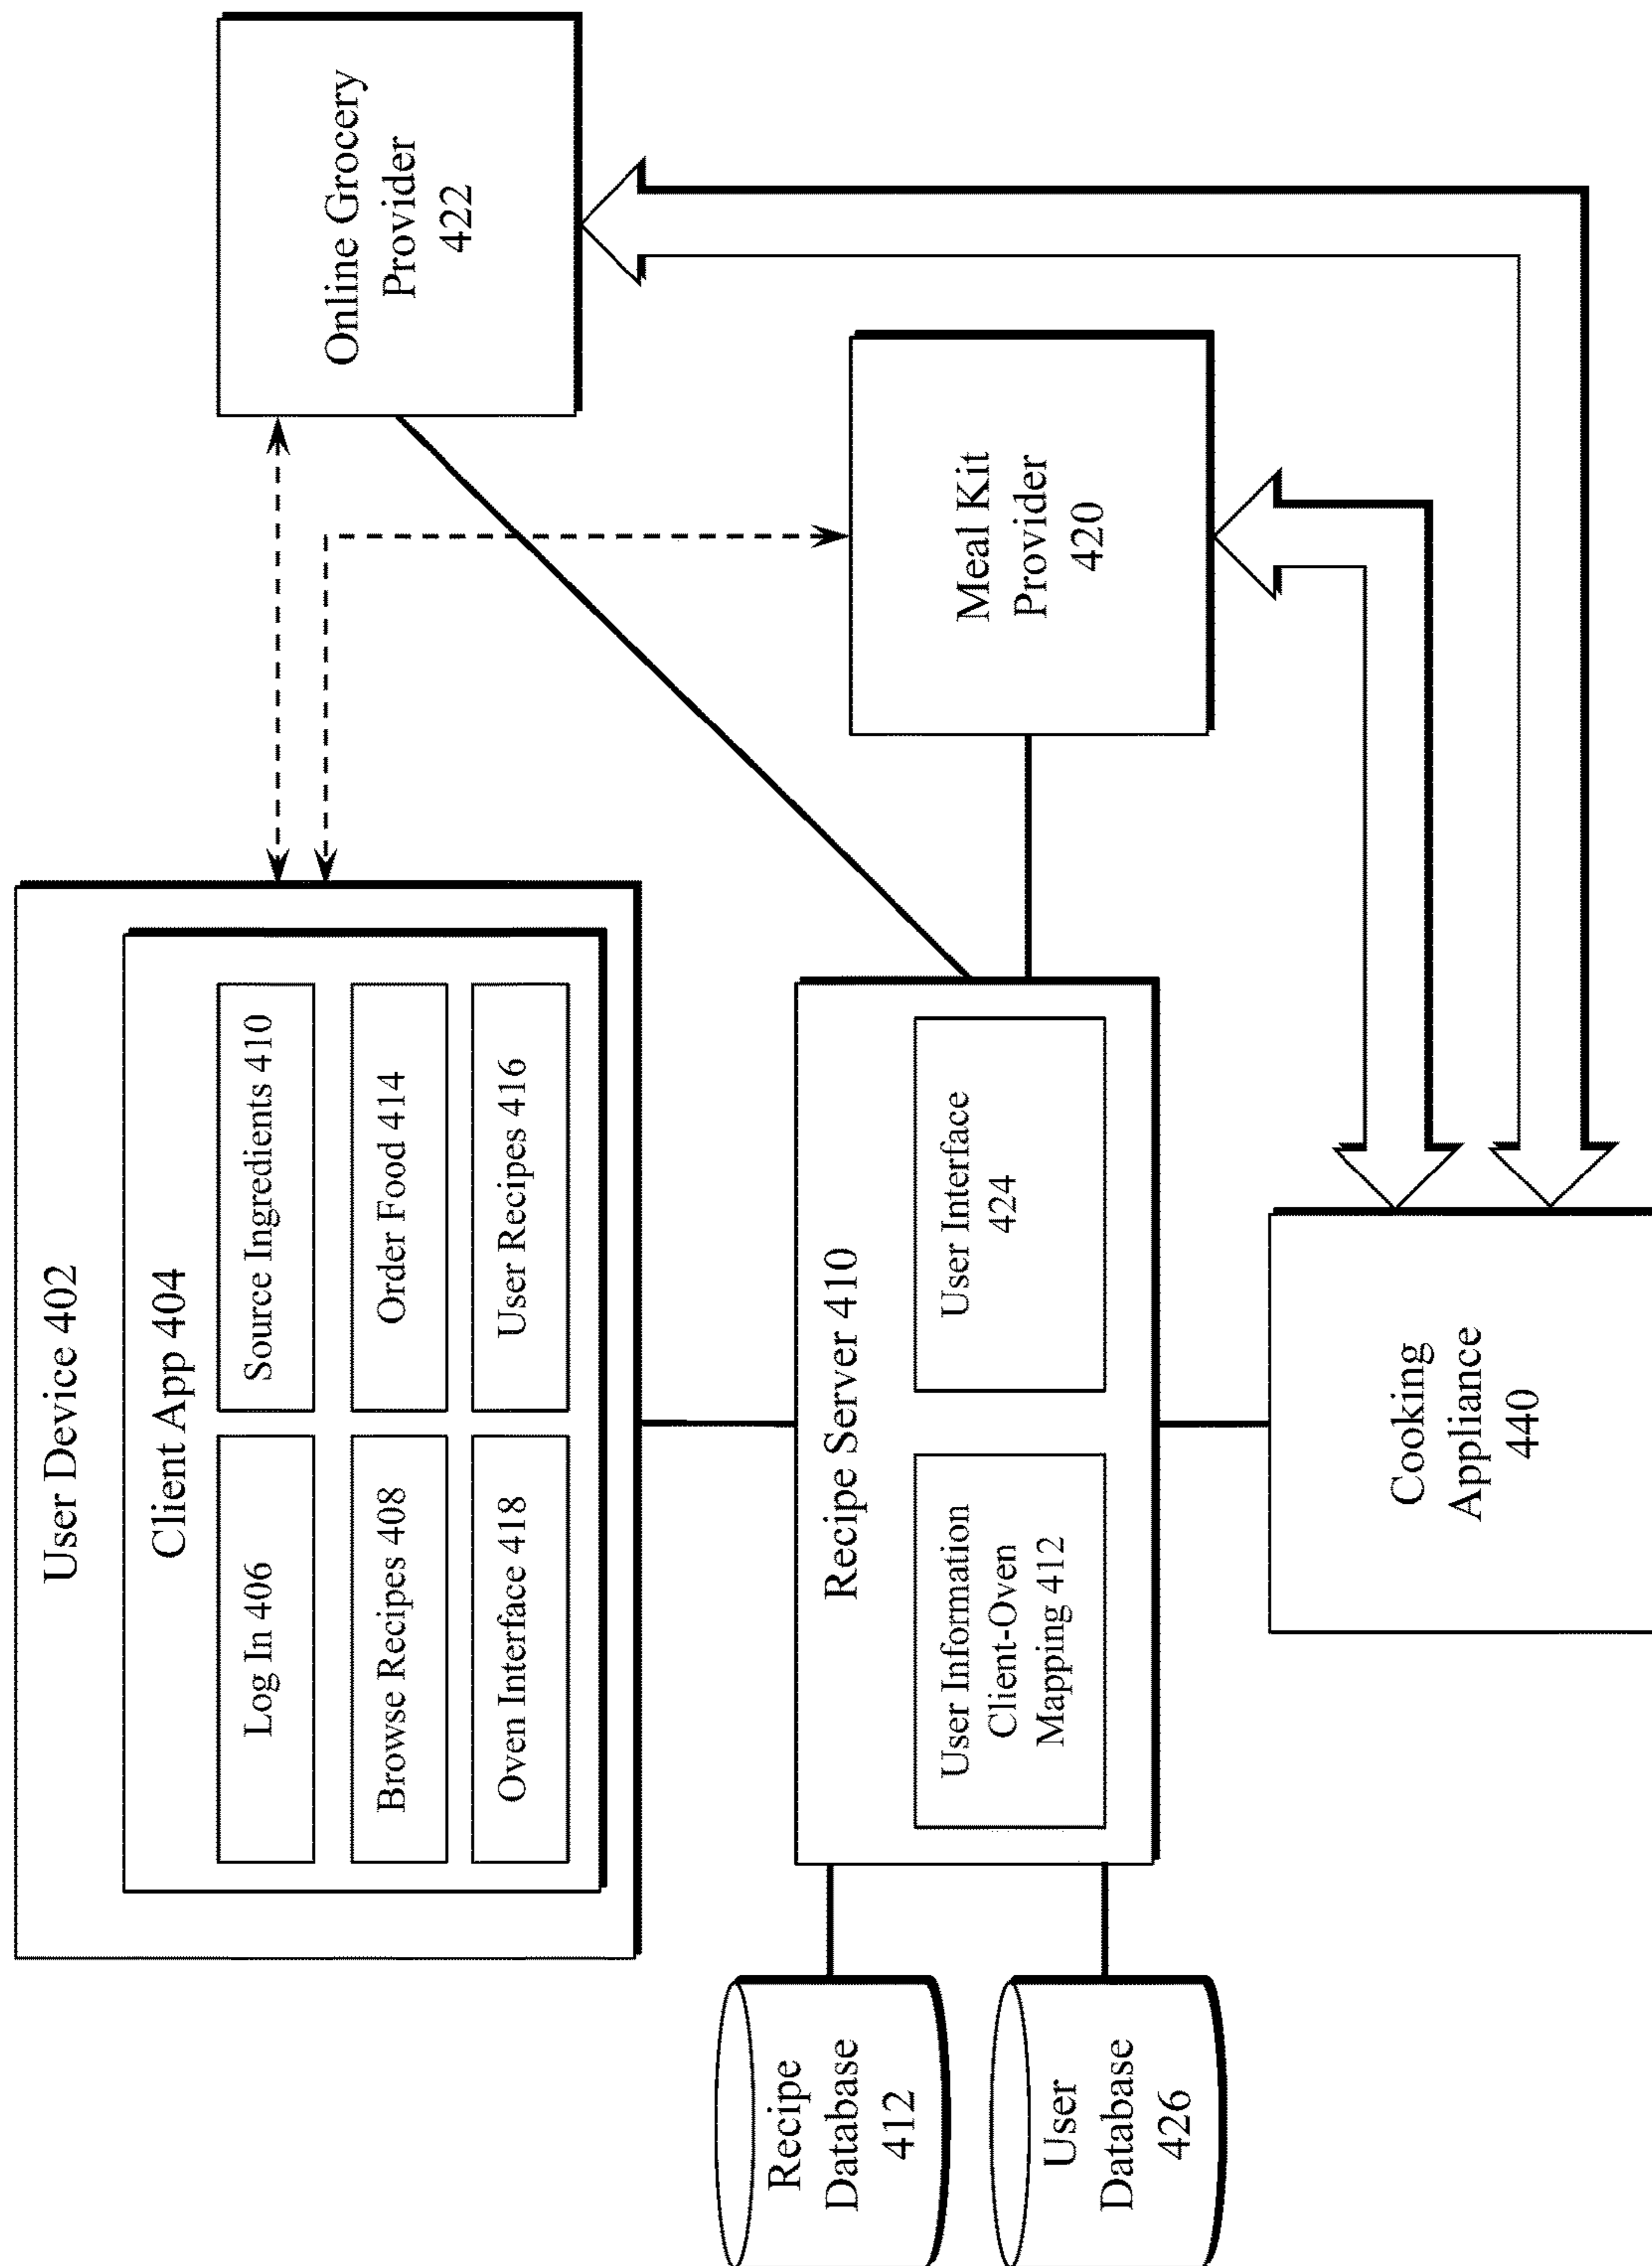 User Device 402
Client App 404
Log In 406
Source Ingredients 410
Browse Recipes 408
Order Food 414
Oven Interface 418
User Recipes 416
Online Grocery
Provider
422
Recipe
Database
412
User
Database
426
Recipe Server 410
User Information
Client-Oven
Mapping 412
User Interface
424
Meal Kit
Provider
420
Cooking
Appliance
440